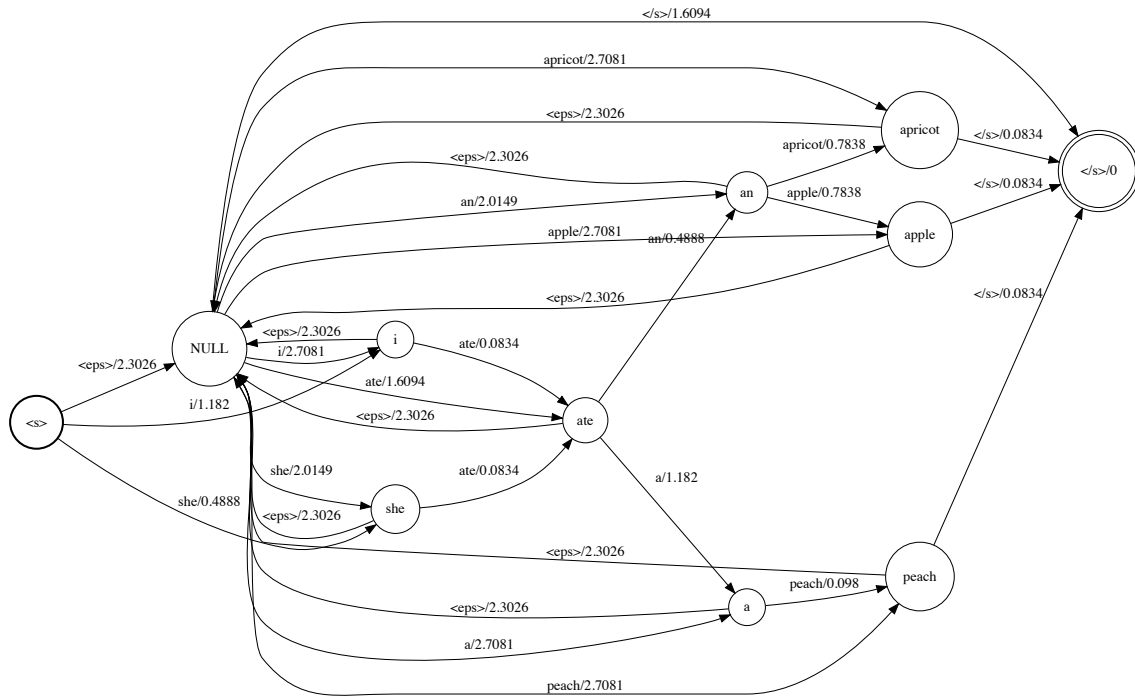 </s>/1.6094
apricot/2.7081
<eps>/2.3026
apricot
</s>/0.0834
apricot/0.7838
<eps>/2.3026
</s>/0
an
apple/0.7838
</s>/0.0834
an/2.0149
apple/2.7081
an/0.4888
apple
<eps>/2.3026
</s>/0.0834
<eps>/2.3026
i
ate/0.0834
NULL
i/2.7081
<eps>/2.3026
ate/1.6094
i/1.182
<eps>/2.3026
ate
<s>
she/2.0149
ate/0.0834
a/1.182
she/0.4888
she
<eps>/2.3026
<eps>/2.3026
peach
peach/0.098
<eps>/2.3026
a
a/2.7081
peach/2.7081